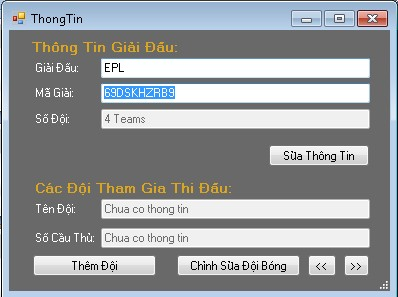 ThongTin
Thông Tin Giải Đấu:
Giải Đấu: EPL
Mã Giải: 69DSKHZRB9
Số Đội: 4 Teams
Sửa Thông Tin
Các Đội Tham Gia Thi Đấu:
Tên Đội: Chua co thong tin
Số Cầu Thủ: Chua co thong tin
Thêm Đội Chỉnh Sửa Đội Bóng << >>